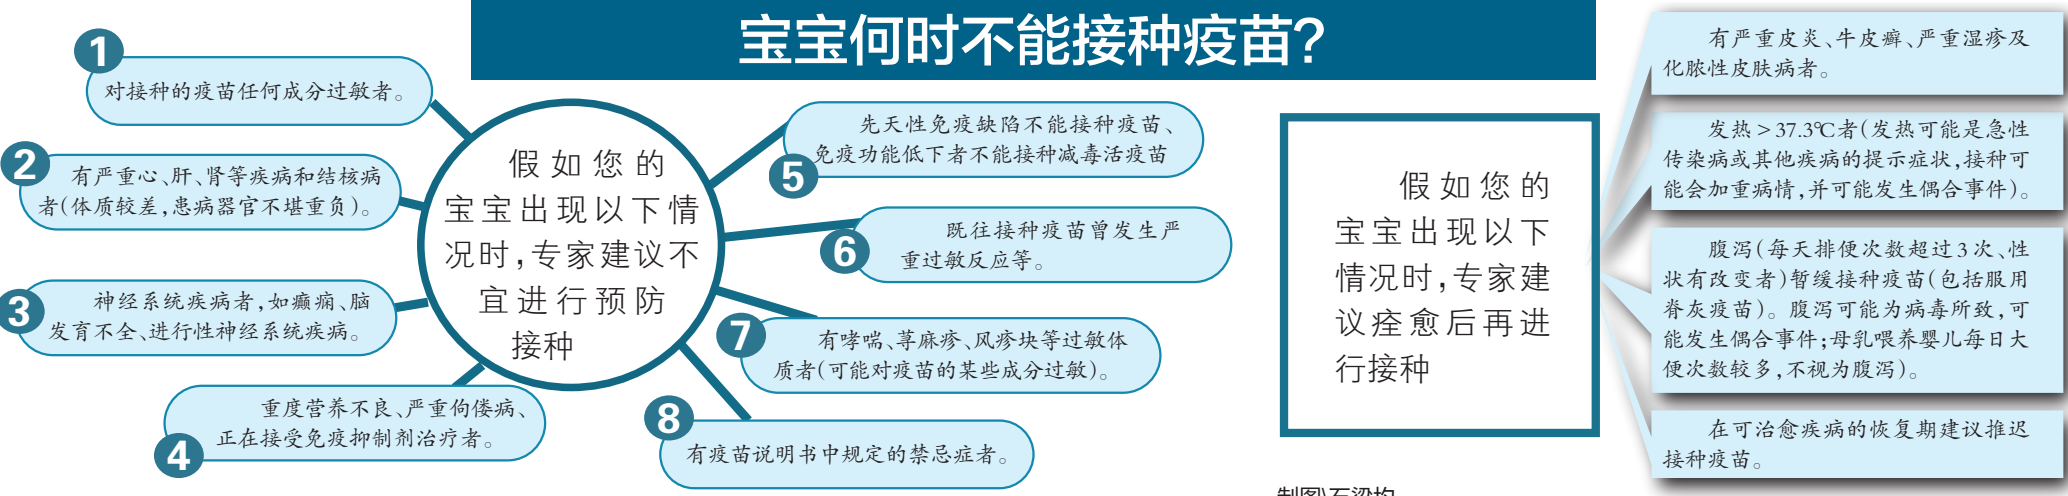 宝宝何时不能接种疫苗?
假如您的
宝宝出现以下情
况时,专家建议不
宜进行预防
接种
1
对接种的疫苗任何成分过敏者。
2
有严重心、肝、肾等疾病和结核病
者(体质较差,患病器官不堪重负)。
3
神经系统疾病者,如癫痫、脑
发育不全、进行性神经系统疾病。
4
重度营养不良、严重佝偻病、
正在接受免疫抑制剂治疗者。
5
先天性免疫缺陷不能接种疫苗、
免疫功能低下者不能接种减毒活疫苗
6
既往接种疫苗曾发生严
重过敏反应等。
7
有哮喘、荨麻疹、风疹块等过敏体
质者(可能对疫苗的某些成分过敏)。
8
有疫苗说明书中规定的禁忌症者。
假如您的
宝宝出现以下
情况时,专家建
议痊愈后再进
行接种
有严重皮炎、牛皮癣、严重湿疹及
化脓性皮肤病者。
发热>37.3℃者(发热可能是急性
传染病或其他疾病的提示症状,接种可
能会加重病情,并可能发生偶合事件)。
腹泻(每天排便次数超过3次、性
状有改变者)暂缓接种疫苗(包括服用
脊灰疫苗)。腹泻可能为病毒所致,可
能发生偶合事件;母乳喂养婴儿每日大
便次数较多,不视为腹泻)。
在可治愈疾病的恢复期建议推迟
接种疫苗。